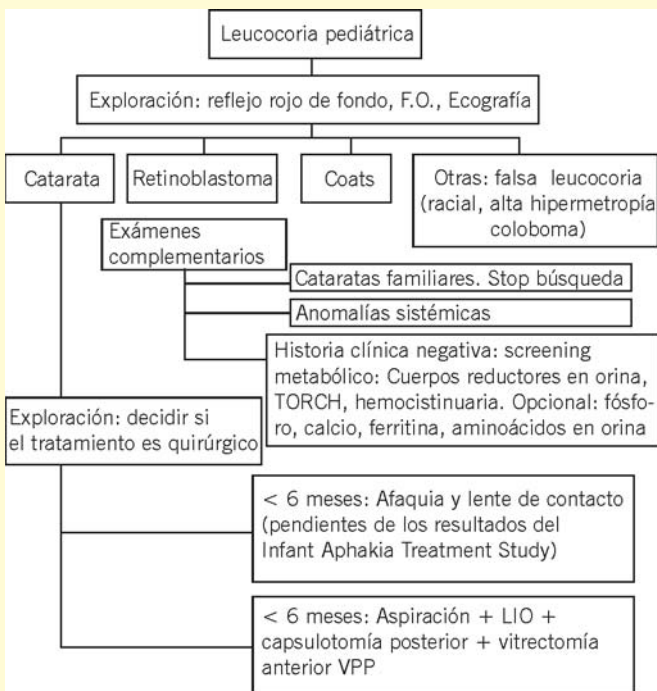 Leucocoria pediátrica
Exploración: reflejo rojo de fondo, F.O., Ecografía
Catarata
Retinoblastoma
Coats
Otras: falsa leucocoria
(racial, alta hipermetropía
coloboma)
Exámenes
complementarios
Cataratas familiares. Stop búsqueda
Anomalías sistémicas
Historia clínica negativa: screening
metabólico: Cuerpos reductores en orina,
TORCH, hemocistinuaria. Opcional: fósfo-
ro, calcio, ferritina, aminoácidos en orina
Exploración: decidir si
el tratamiento es quirúrgico
< 6 meses: Afaquia y lente de contacto
(pendientes de los resultados del
Infant Aphakia Treatment Study)
< 6 meses: Aspiración + LIO +
capsulotomía posterior + vitrectomía
anterior VPP